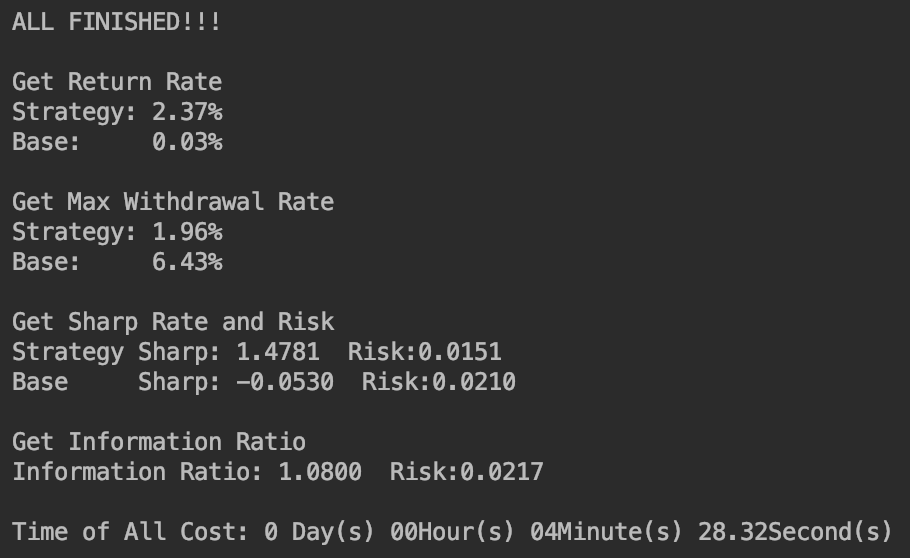 ALL FINISHED!!!
Get Return Rate
Strategy: 2.37%
Base:     0.03%
Get Max Withdrawal Rate
Strategy: 1.96%
Base:     6.43%
Get Sharp Rate and Risk
Strategy Sharp: 1.4781  Risk:0.0151
Base     Sharp: -0.0530  Risk:0.0210
Get Information Ratio
Information Ratio: 1.0800  Risk:0.0217
Time of All Cost: 0 Day(s) 00Hour(s) 04Minute(s) 28.32Second(s)